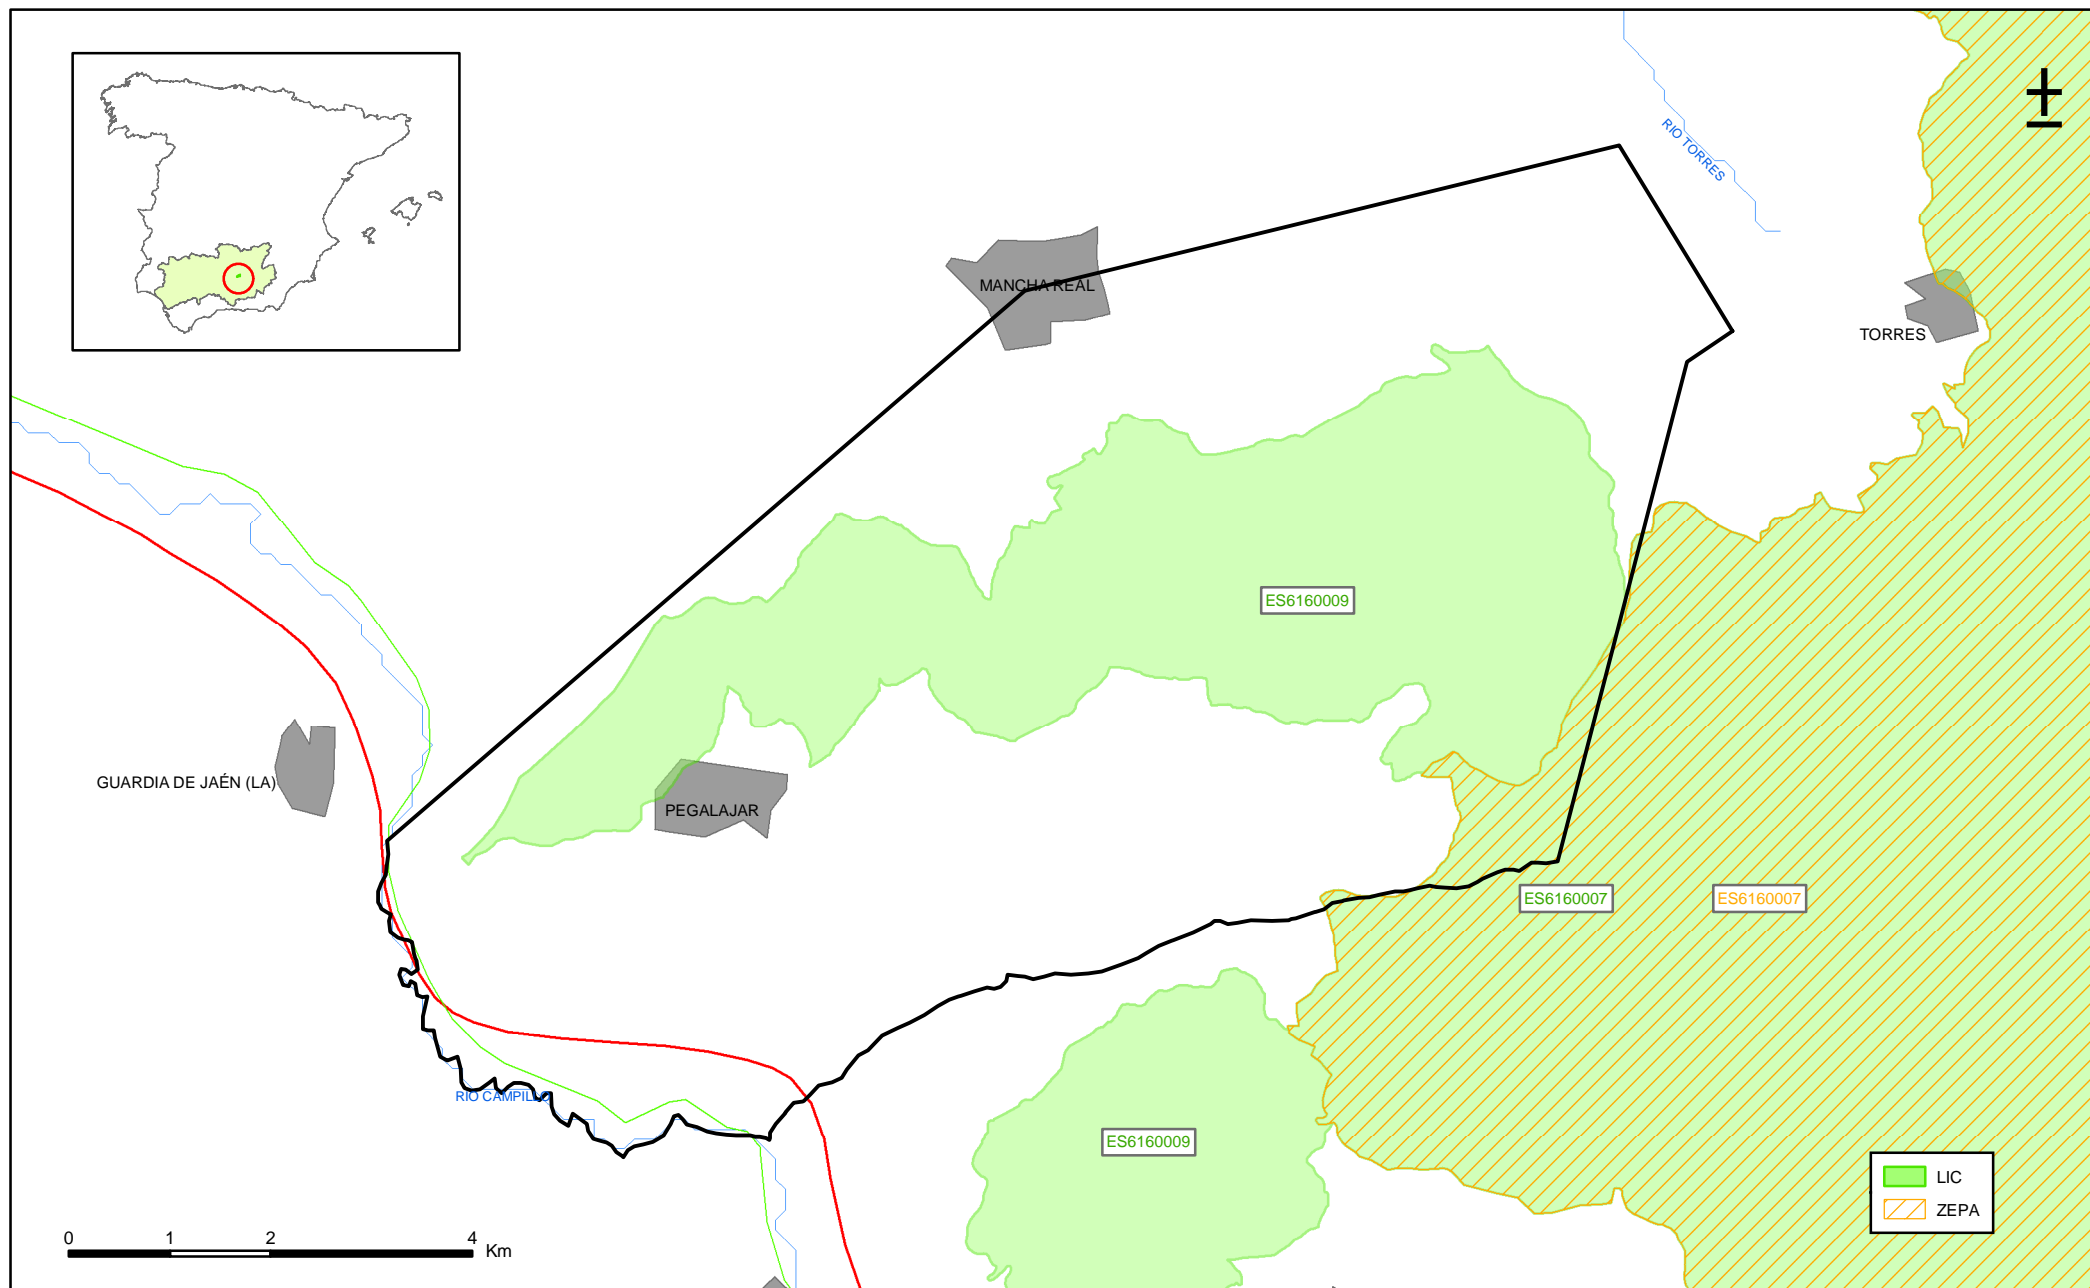 RIO TORRES
MANCHA REAL
TORRES
ES6160009
GUARDIA DE JAÉN (LA)
PEGALAJAR
ES6160007
ES6160007
RIO CAMPILLO
ES6160009
LIC
ZEPA
0 1 2 4 Km